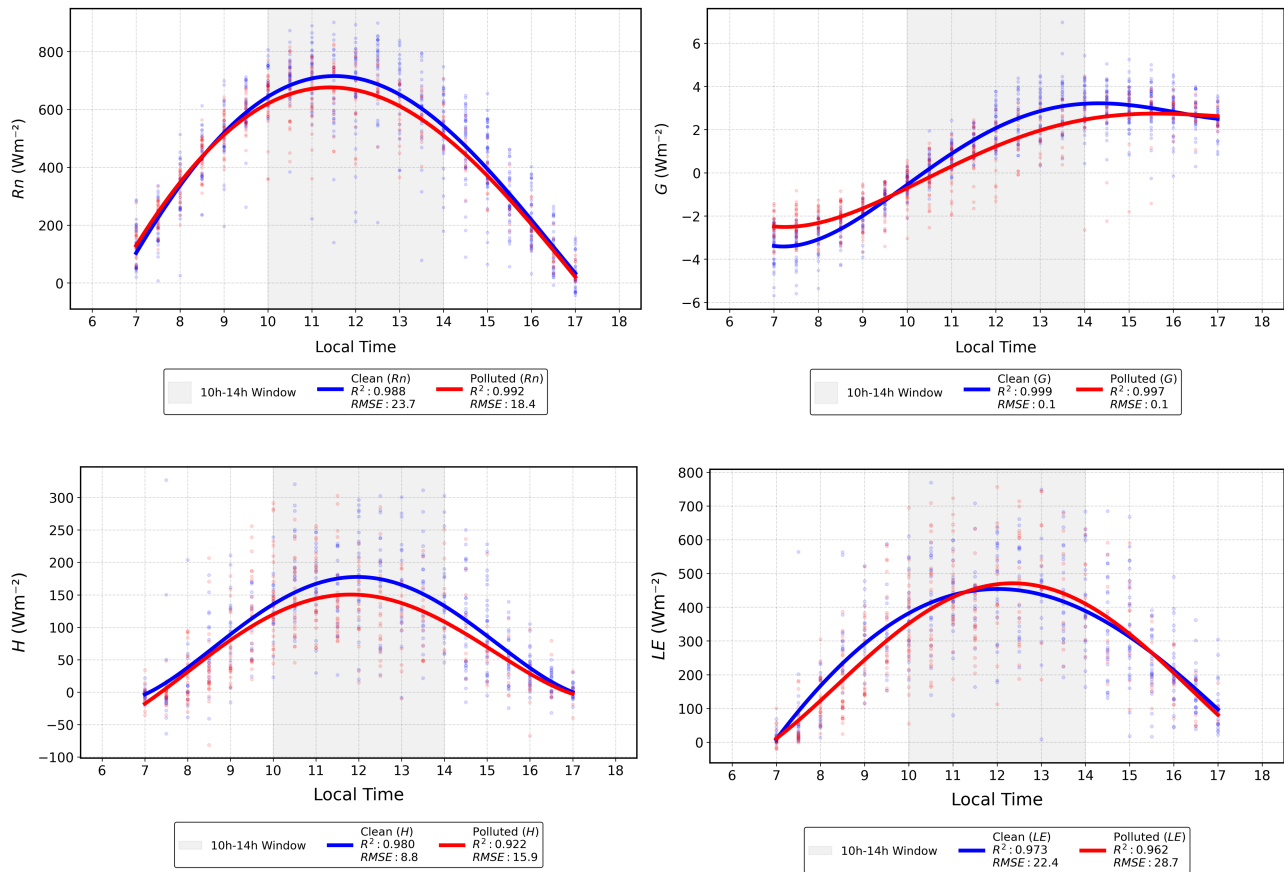 800
600
400
200
0
Rn (Wm⁻²)
6 7 8 9 10 11 12 13 14 15 16 17 18
Local Time
10h-14h Window
Clean (Rn)
R² : 0.988
RMSE : 23.7
Polluted (Rn)
R² : 0.992
RMSE : 18.4
6
4
2
0
−2
−4
−6
G (Wm⁻²)
6 7 8 9 10 11 12 13 14 15 16 17 18
Local Time
10h-14h Window
Clean (G)
R² : 0.999
RMSE : 0.1
Polluted (G)
R² : 0.997
RMSE : 0.1
300
250
200
150
100
50
0
−50
−100
H (Wm⁻²)
6 7 8 9 10 11 12 13 14 15 16 17 18
Local Time
10h-14h Window
Clean (H)
R² : 0.980
RMSE : 8.8
Polluted (H)
R² : 0.922
RMSE : 15.9
800
700
600
500
400
300
200
100
0
LE (Wm⁻²)
6 7 8 9 10 11 12 13 14 15 16 17 18
Local Time
10h-14h Window
Clean (LE)
R² : 0.973
RMSE : 22.4
Polluted (LE)
R² : 0.962
RMSE : 28.7